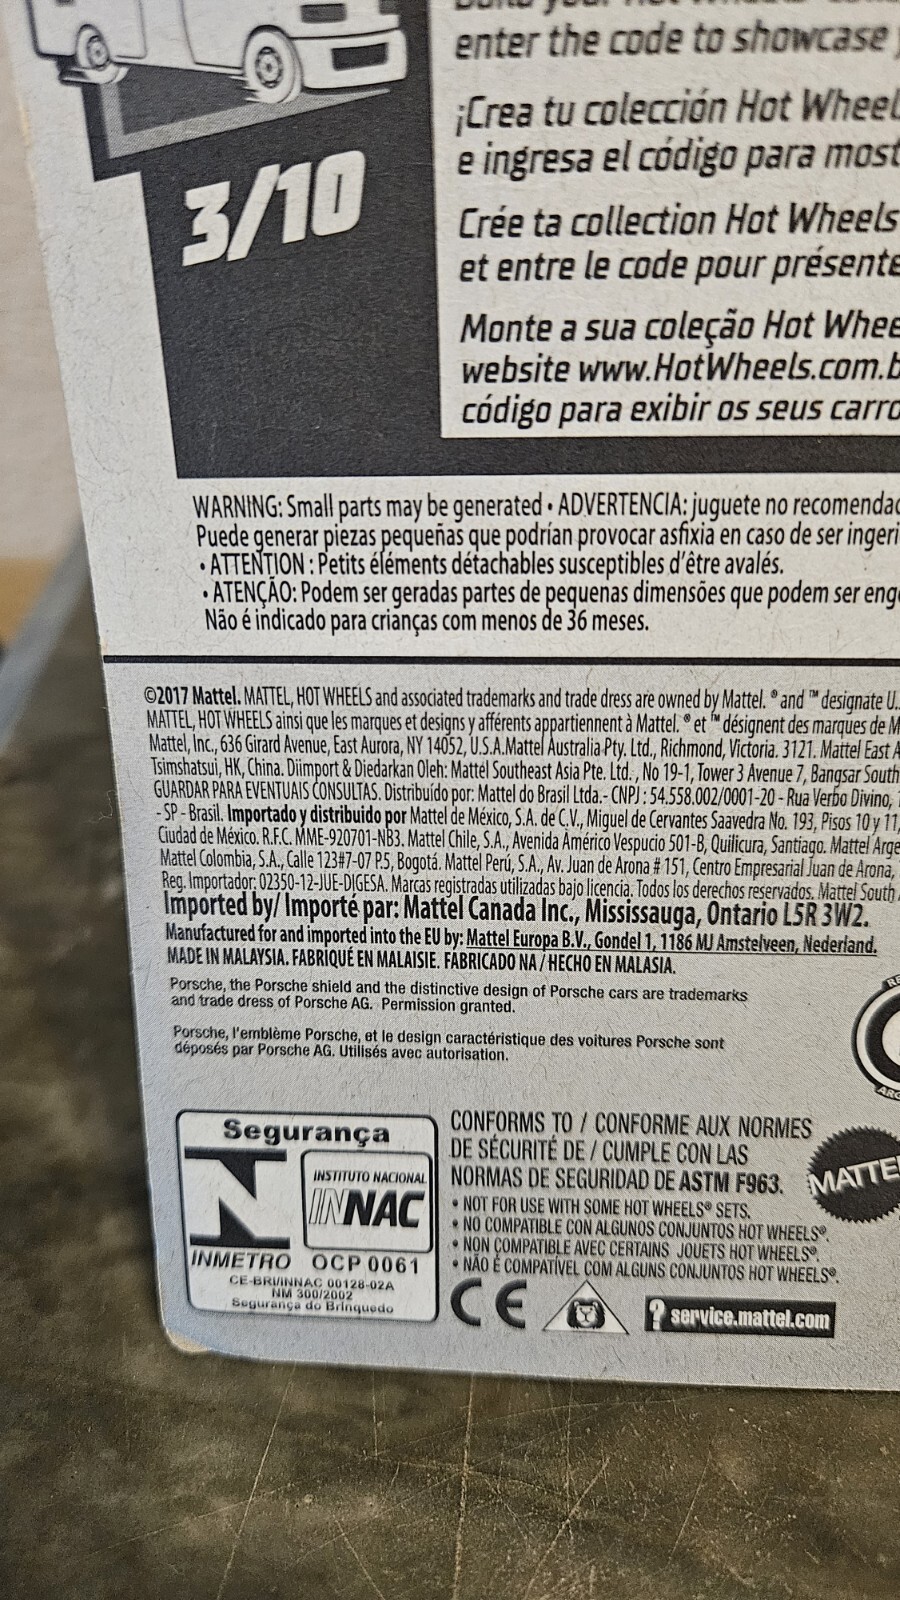 enter the code to showcase
¡Crea tu colección Hot Wheel
e ingresa el código para most
Crée ta collection Hot Wheels
et entre le code pour présente
Monte a sua coleção Hot Whee
website www.HotWheels.com.b
código para exibir os seus carro
3/10
WARNING: Small parts may be generated • ADVERTENCIA: juguete no recomendad
Puede generar piezas pequeñas que podrían provocar asfixia en caso de ser ingeri
• ATTENTION : Petits éléments détachables susceptibles d'être avalés.
• ATENÇÃO: Podem ser geradas partes de pequenas dimensões que podem ser eng
Não é indicado para crianças com menos de 36 meses.
©2017 Mattel. MATTEL, HOT WHEELS and associated trademarks and trade dress are owned by Mattel. ® and ™ designate U.
MATTEL, HOT WHEELS ainsi que les marques et designs y afférents appartiennent à Mattel. ® et ™ désignent des marques de M
Mattel, Inc., 636 Girard Avenue, East Aurora, NY 14052, U.S.A.Mattel Australia Pty. Ltd., Richmond, Victoria. 3121. Mattel East A
Tsimshatsui, HK, China. Diimport & Diedarkan Oleh: Mattel Southeast Asia Pte. Ltd. , No 19-1, Tower 3 Avenue 7, Bangsar South
GUARDAR PARA EVENTUAIS CONSULTAS. Distribuído por: Mattel do Brasil Ltda.- CNPJ : 54.558.002/0001-20 - Rua Verbo Divino,
- SP - Brasil. Importado y distribuido por Mattel de México, S.A. de C.V., Miguel de Cervantes Saavedra No. 193, Pisos 10 y 11,
Ciudad de México. R.F.C. MME-920701-NB3. Mattel Chile, S.A., Avenida Américo Vespucio 501-B, Quilicura, Santiago. Mattel Arge
Mattel Colombia, S.A., Calle 123#7-07 P.5, Bogotá. Mattel Perú, S.A., Av. Juan de Arona # 151, Centro Empresarial Juan de Arona,
Reg. Importador: 02350-12-JUE-DIGESA. Marcas registradas utilizadas bajo licencia. Todos los derechos reservados. Mattel South
Imported by/ Importé par: Mattel Canada Inc., Mississauga, Ontario L5R 3W2.
Manufactured for and imported into the EU by: Mattel Europa B.V., Gondel 1, 1186 MJ Amstelveen, Nederland.
MADE IN MALAYSIA. FABRIQUÉ EN MALAISIE. FABRICADO NA / HECHO EN MALASIA.
Porsche, the Porsche shield and the distinctive design of Porsche cars are trademarks
and trade dress of Porsche AG. Permission granted.
Porsche, l'emblème Porsche, et le design caractéristique des voitures Porsche sont
déposés par Porsche AG. Utilisés avec autorisation.
Segurança
N
INSTITUTO NACIONAL
INNAC
INMETRO OCP 0061
CE-BRI/INNAC 00128-02A
NM 300/2002
Segurança do Brinquedo
CONFORMS TO / CONFORME AUX NORMES
DE SÉCURITÉ DE / CUMPLE CON LAS
NORMAS DE SEGURIDAD DE ASTM F963.
• NOT FOR USE WITH SOME HOT WHEELS® SETS.
• NO COMPATIBLE CON ALGUNOS CONJUNTOS HOT WHEELS®.
• NON COMPATIBLE AVEC CERTAINS JOUETS HOT WHEELS®.
• NÃO É COMPATÍVEL COM ALGUNS CONJUNTOS HOT WHEELS®.
MATTE
CE
? service.mattel.com